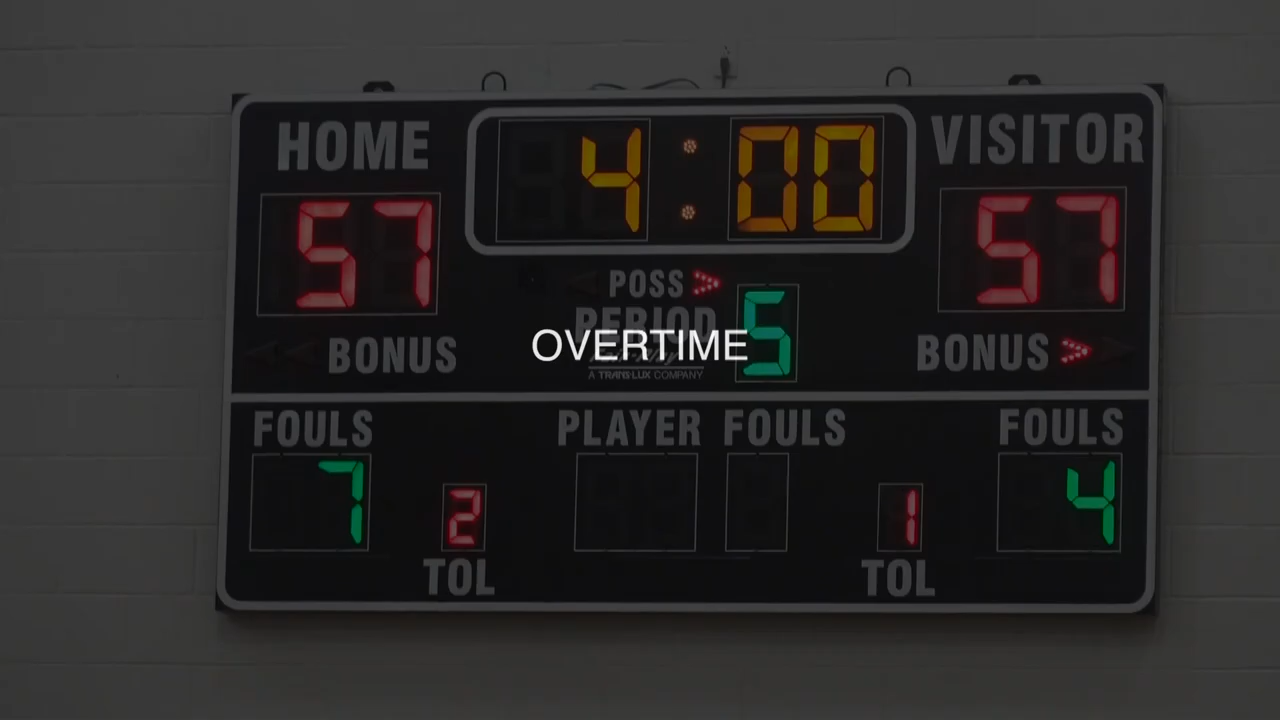 HOME 4:00 VISITOR
57 POSS 57
PERIOD 5
OVERTIME
BONUS BONUS
A TRANS-LUX COMPANY
FOULS PLAYER FOULS FOULS
7 2 1 4
TOL TOL